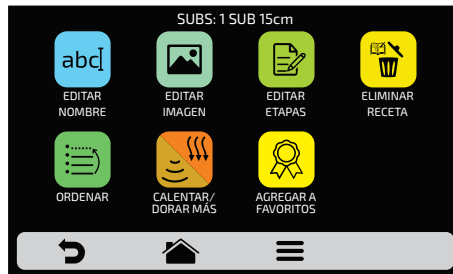 SUBS: 1 SUB 15cm
abc
EDITAR
NOMBRE
EDITAR
IMAGEN
EDITAR
ETAPAS
ELIMINAR
RECETA
ORDENAR
CALENTAR/
DORAR MÁS
AGREGAR A
FAVORITOS